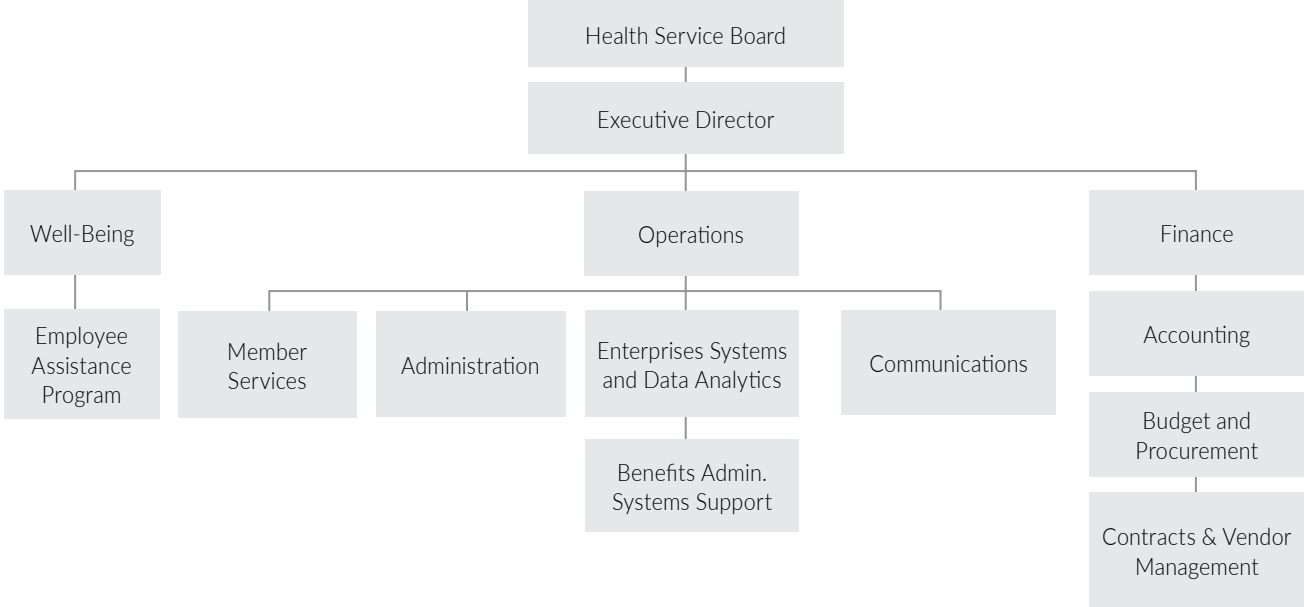 Health Service Board
Executive Director
Well-Being
Operations
Finance
Employee
Assistance
Program
Member
Services
Administration
Enterprises Systems
and Data Analytics
Communications
Accounting
Budget and
Procurement
Benefits Admin.
Systems Support
Contracts & Vendor
Management